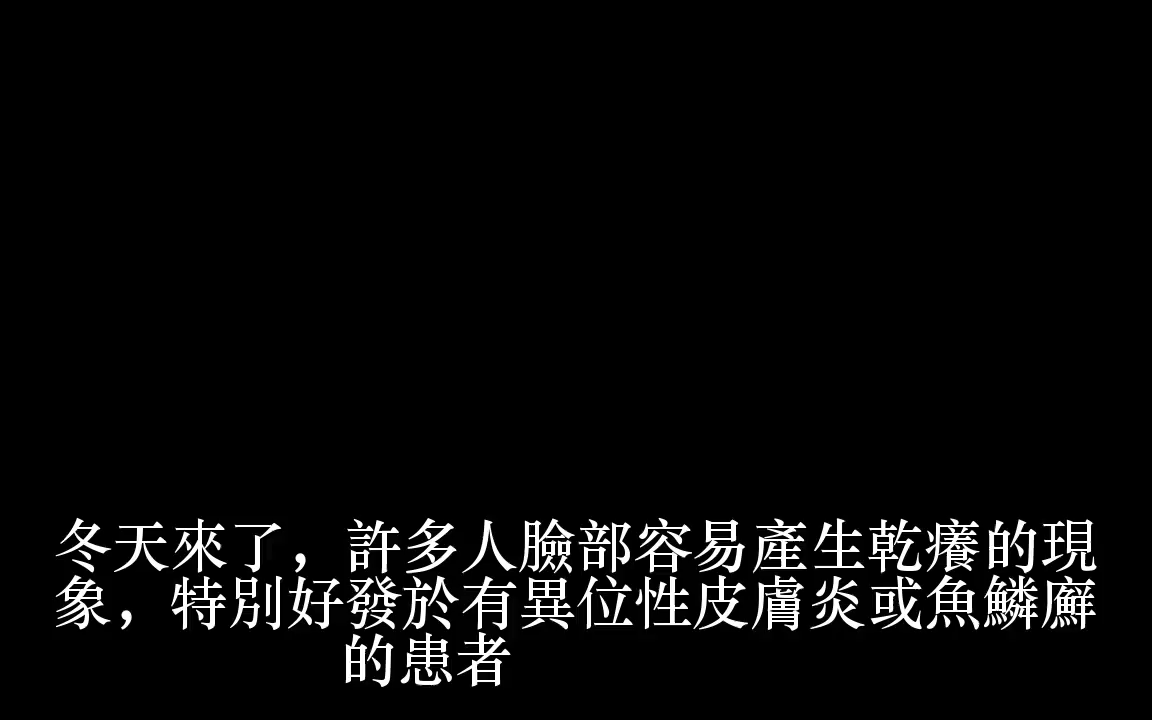 冬天來了，許多人臉部容易產生乾癢的現
象，特別好發於有異位性皮膚炎或魚鱗廯
的患者